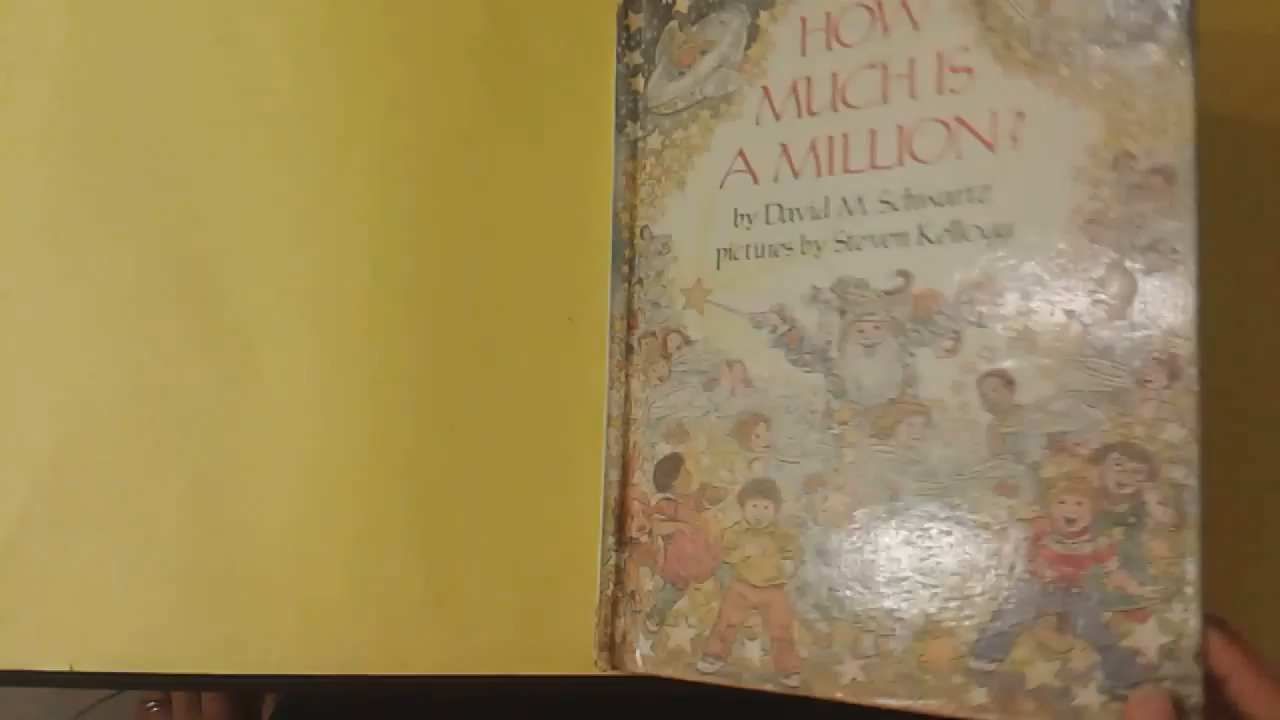 HOW
MUCH IS
A MILLION?
by David M. Schwartz
pictures by Steven Kellogg